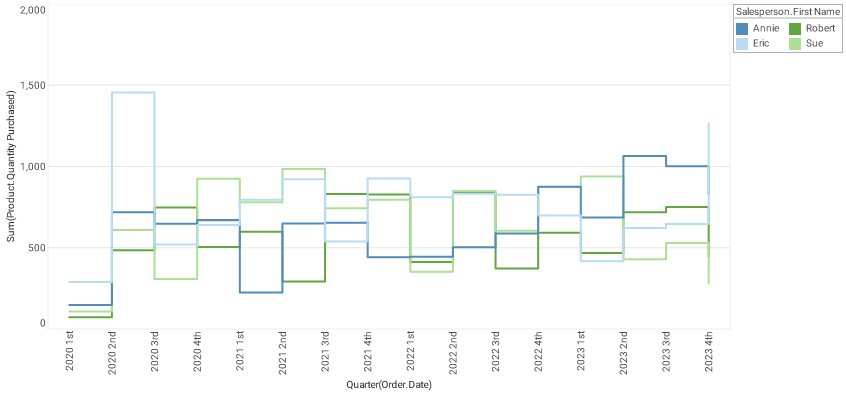 2,000
1,500
1,000
500
0
Sum(Product.Quantity Purchased)
2020 1st
2020 2nd
2020 3rd
2020 4th
2021 1st
2021 2nd
2021 3rd
2021 4th
2022 1st
2022 2nd
2022 3rd
2022 4th
2023 1st
2023 2nd
2023 3rd
2023 4th
Quarter(Order.Date)
Salesperson.First Name
Annie Robert
Eric Sue